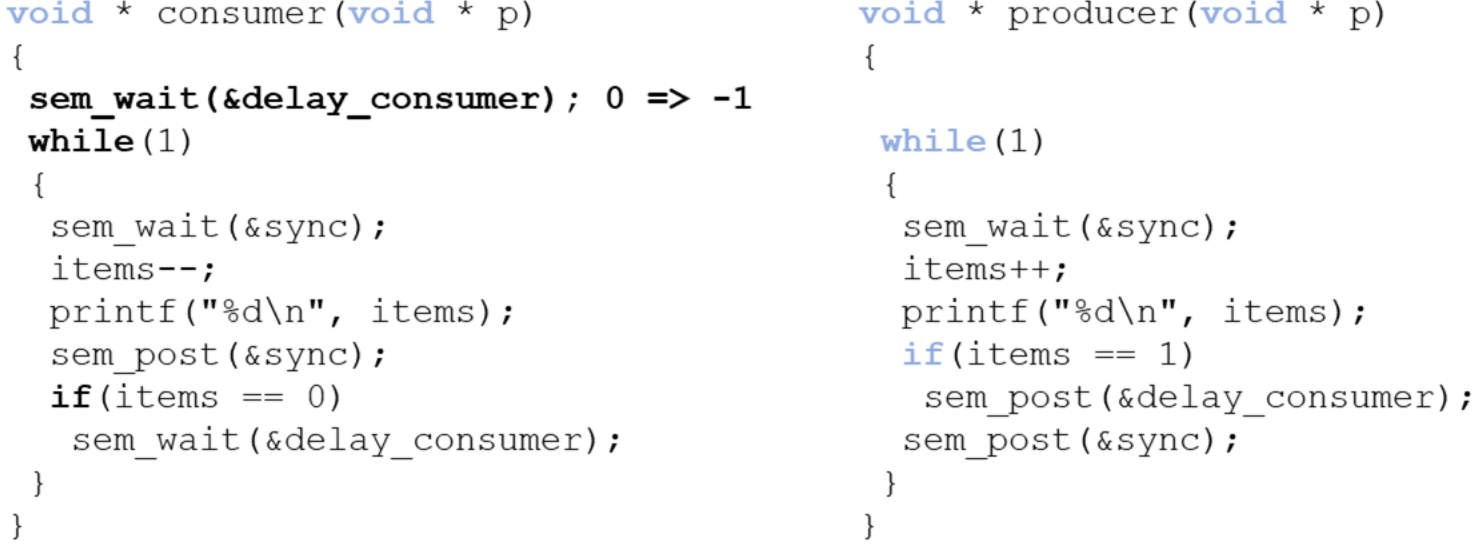 void * consumer(void * p)
{
 sem_wait(&delay_consumer); 0 => -1
 while(1)
 {
  sem_wait(&sync);
  items--;
  printf("%d\n", items);
  sem_post(&sync);
  if(items == 0)
   sem_wait(&delay_consumer);
 }
}
void * producer(void * p)
{
 while(1)
 {
  sem_wait(&sync);
  items++;
  printf("%d\n", items);
  if(items == 1)
   sem_post(&delay_consumer);
  sem_post(&sync);
 }
}